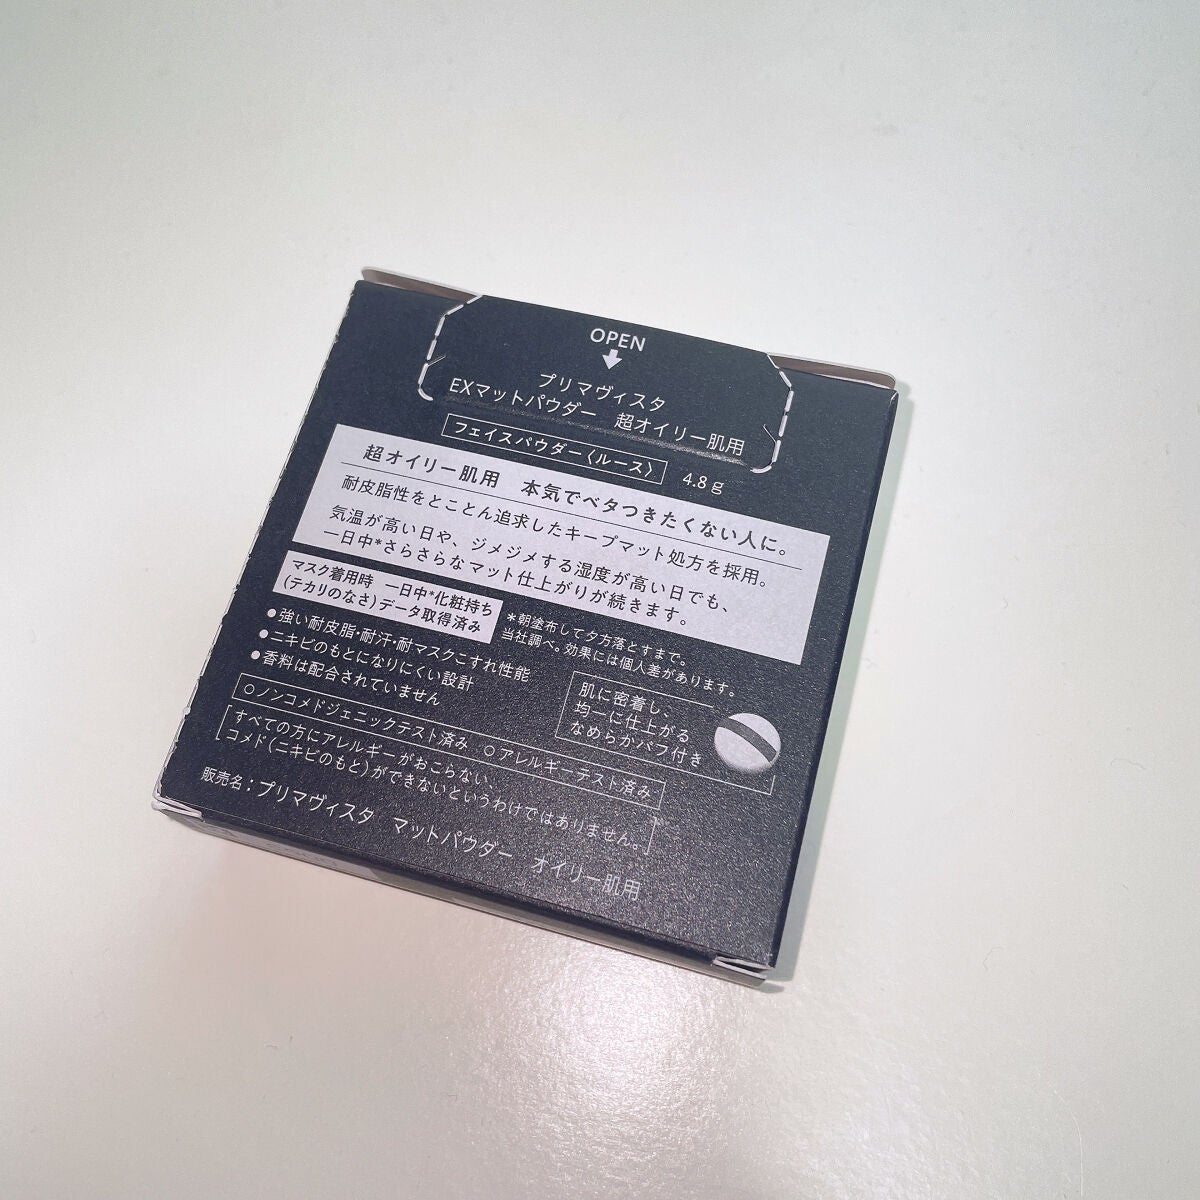 OPEN
プリマヴィスタ
EXマットパウダー　超オイリー肌用
フェイスパウダー〈ルース〉　4.8g
超オイリー肌用　本気でベタつきたくない人に。
耐皮脂性をとことん追求したキープマット処方を採用。
気温が高い日や、ジメジメする湿度が高い日でも、
一日中*さらさらなマット仕上がりが続きます。
マスク着用時　一日中*化粧持ち
(テカリのなさ)データ取得済み
*朝塗布して夕方落とすまで。
当社調べ。効果には個人差があります。
●強い耐皮脂・耐汗・耐マスクこすれ性能
●ニキビのもとになりにくい設計
●香料は配合されていません
肌に密着し、
均一に仕上がる
なめらかパフ付き
○ノンコメドジェニックテスト済み　○アレルギーテスト済み
すべての方にアレルギーがおこらない、
コメド(ニキビのもと)ができないというわけではありません。
販売名：プリマヴィスタ　マットパウダー　オイリー肌用